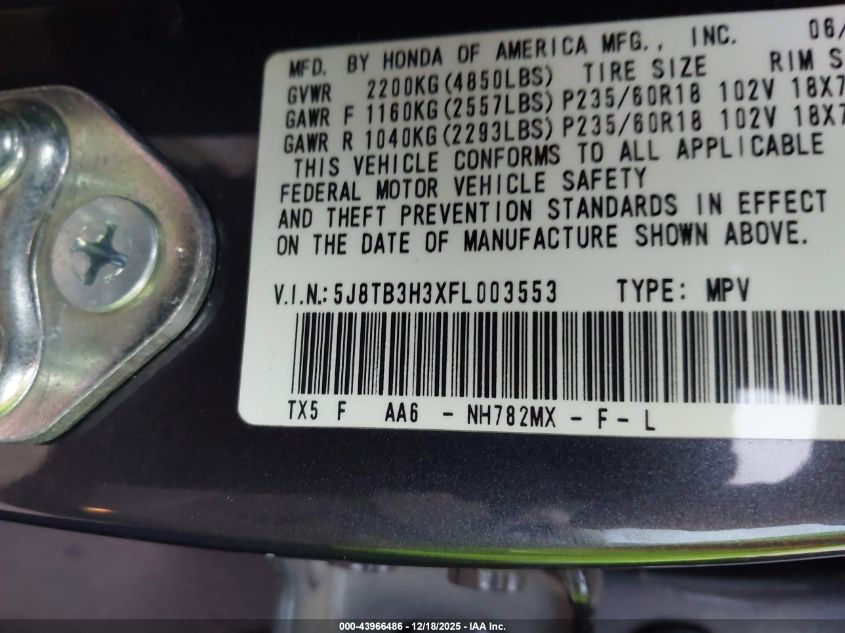 MFD. BY HONDA OF AMERICA MFG., INC. 06/
GVWR 2200KG(4850LBS) TIRE SIZE RIM S
GAWR F 1160KG(2557LBS) P235/60R18 102V 18X7
GAWR R 1040KG(2293LBS) P235/60R18 102V 18X7
THIS VEHICLE CONFORMS TO ALL APPLICABLE
FEDERAL MOTOR VEHICLE SAFETY
AND THEFT PREVENTION STANDARDS IN EFFECT
ON THE DATE OF MANUFACTURE SHOWN ABOVE.
V.I.N.: 5J8TB3H3XFL003553 TYPE: MPV
TX5 F AA6 - NH782MX - F - L
000-43966486 - 12/18/2025 - IAA Inc.